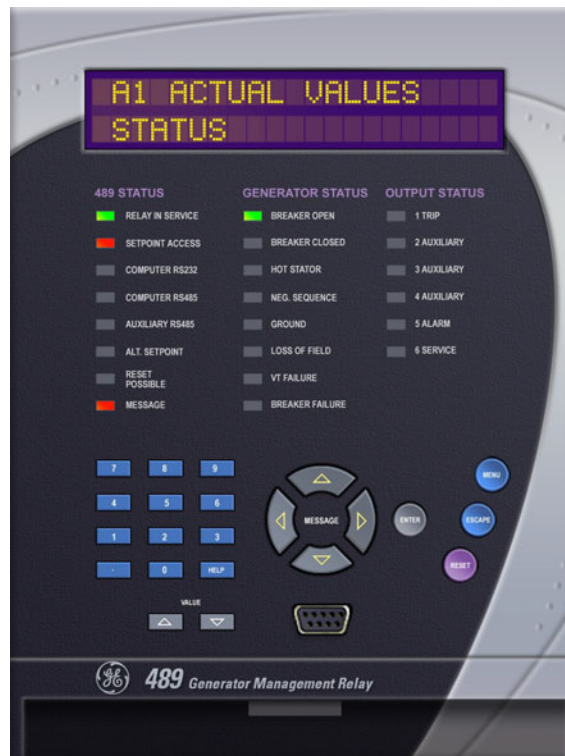 A1 ACTUAL VALUES
STATUS
489 STATUS
RELAY IN SERVICE
SETPOINT ACCESS
COMPUTER RS232
COMPUTER RS485
AUXILIARY RS485
ALT. SETPOINT
RESET
POSSIBLE
MESSAGE
GENERATOR STATUS
BREAKER OPEN
BREAKER CLOSED
HOT STATOR
NEG. SEQUENCE
GROUND
LOSS OF FIELD
VT FAILURE
BREAKER FAILURE
OUTPUT STATUS
1 TRIP
2 AUXILIARY
3 AUXILIARY
4 AUXILIARY
5 ALARM
6 SERVICE
7 8 9
4 5 6
1 2 3
. 0 HELP
VALUE
MESSAGE
MENU
ENTER
ESCAPE
RESET
GE
489 Generator Management Relay